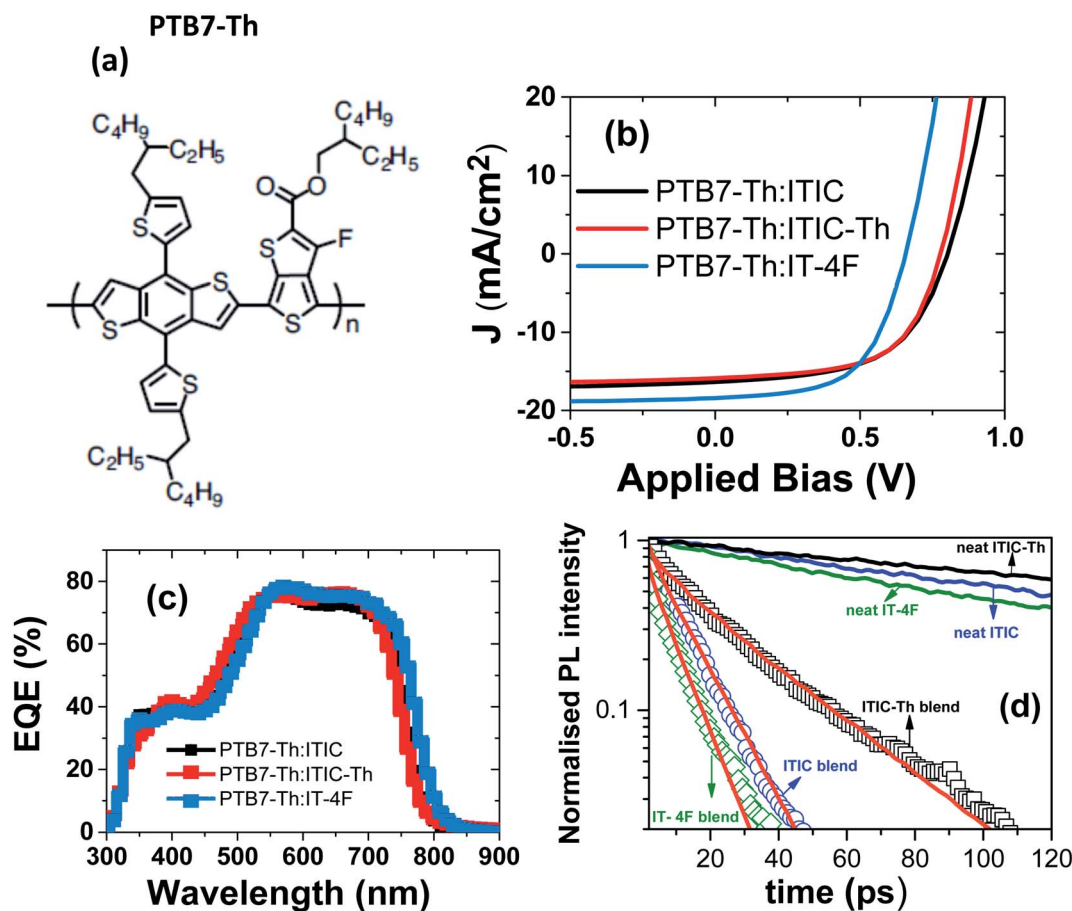 PTB7-Th
(a)
C₄H₉
C₂H₅
S
S
S
S
C₂H₅
C₄H₉
O
O
C₄H₉
C₂H₅
S
F
S
n
(b)
J (mA/cm²)
20
10
0
-10
-20
PTB7-Th:ITIC
PTB7-Th:ITIC-Th
PTB7-Th:IT-4F
-0.5
0.0
0.5
1.0
Applied Bias (V)
(c)
EQE (%)
80
60
40
20
0
PTB7-Th:ITIC
PTB7-Th:ITIC-Th
PTB7-Th:IT-4F
300
400
500
600
700
800
900
Wavelength (nm)
(d)
Normalised PL intensity
1
0.1
neat ITIC-Th
neat IT-4F
neat ITIC
ITIC-Th blend
ITIC blend
IT- 4F blend
20
40
60
80
100
120
time (ps)